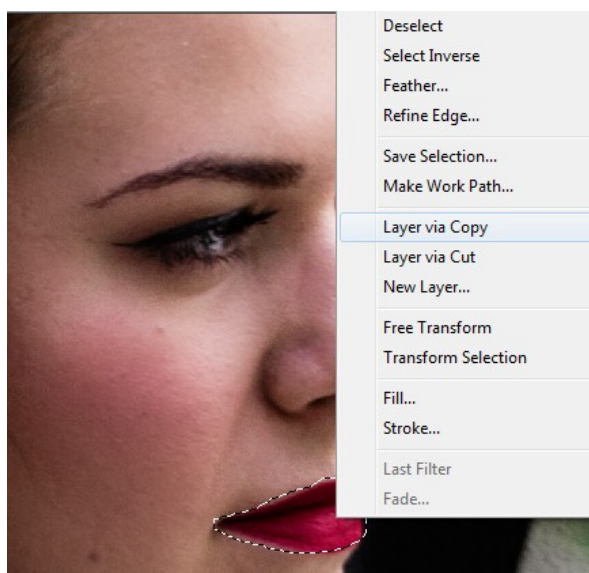 Deselect
Select Inverse
Feather...
Refine Edge...
Save Selection...
Make Work Path...
Layer via Copy
Layer via Cut
New Layer...
Free Transform
Transform Selection
Fill...
Stroke...
Last Filter
Fade...